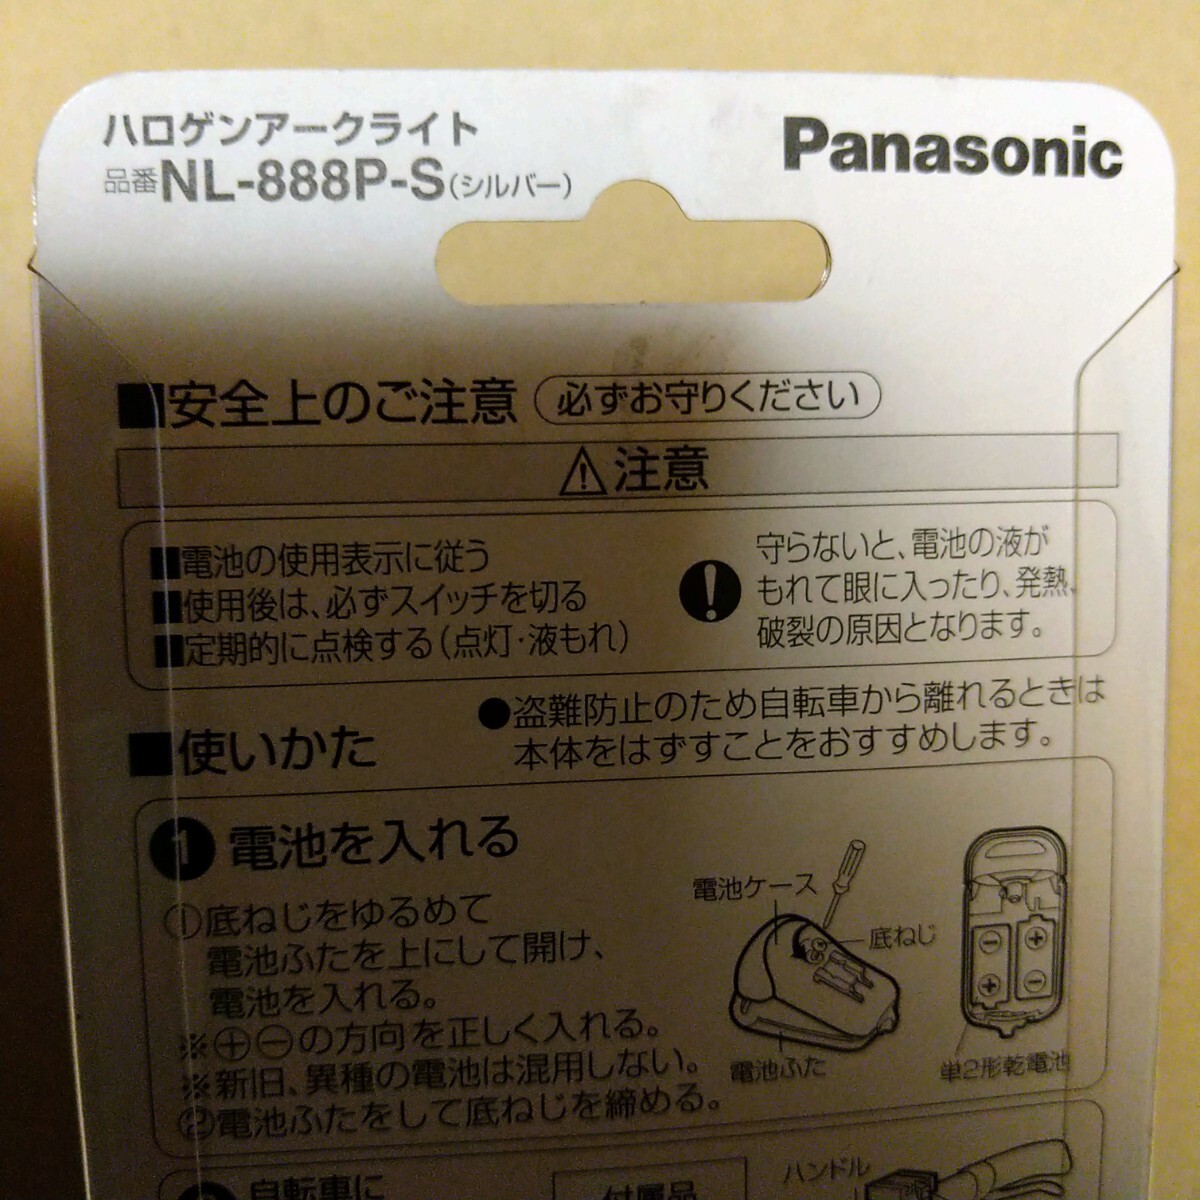 ハロゲンアークライト
品番NL-888P-S(シルバー)
Panasonic
■安全上のご注意 必ずお守りください
⚠注意
■電池の使用表示に従う
■使用後は、必ずスイッチを切る
■定期的に点検する(点灯・液もれ)
守らないと、電池の液が
もれて眼に入ったり、発熱、
破裂の原因となります。
■使いかた
●盗難防止のため自転車から離れるときは
本体をはずすことをおすすめします。
❶電池を入れる
①底ねじをゆるめて
電池ふたを上にして開け、
電池を入れる。
※⊕⊖の方向を正しく入れる。
※新旧、異種の電池は混用しない。
②電池ふたをして底ねじを締める。
電池ケース
底ねじ
電池ふた
単2形乾電池
自転車に
付属品
ハンドル